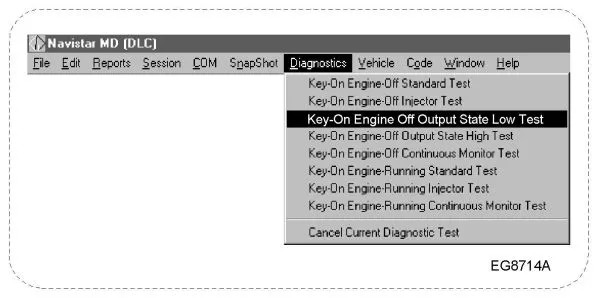 Navistar MD (DLC)
File Edit Reports Session COM SnapShot Diagnostics Vehicle Code Window Help
Key-On Engine-Off Standard Test
Key-On Engine-Off Injector Test
Key-On Engine Off Output State Low Test
Key-On Engine-Off Output State High Test
Key-On Engine-Off Continuous Monitor Test
Key-On Engine-Running Standard Test
Key-On Engine-Running Injector Test
Key-On Engine-Running Continuous Monitor Test
Cancel Current Diagnostic Test
EG8714A